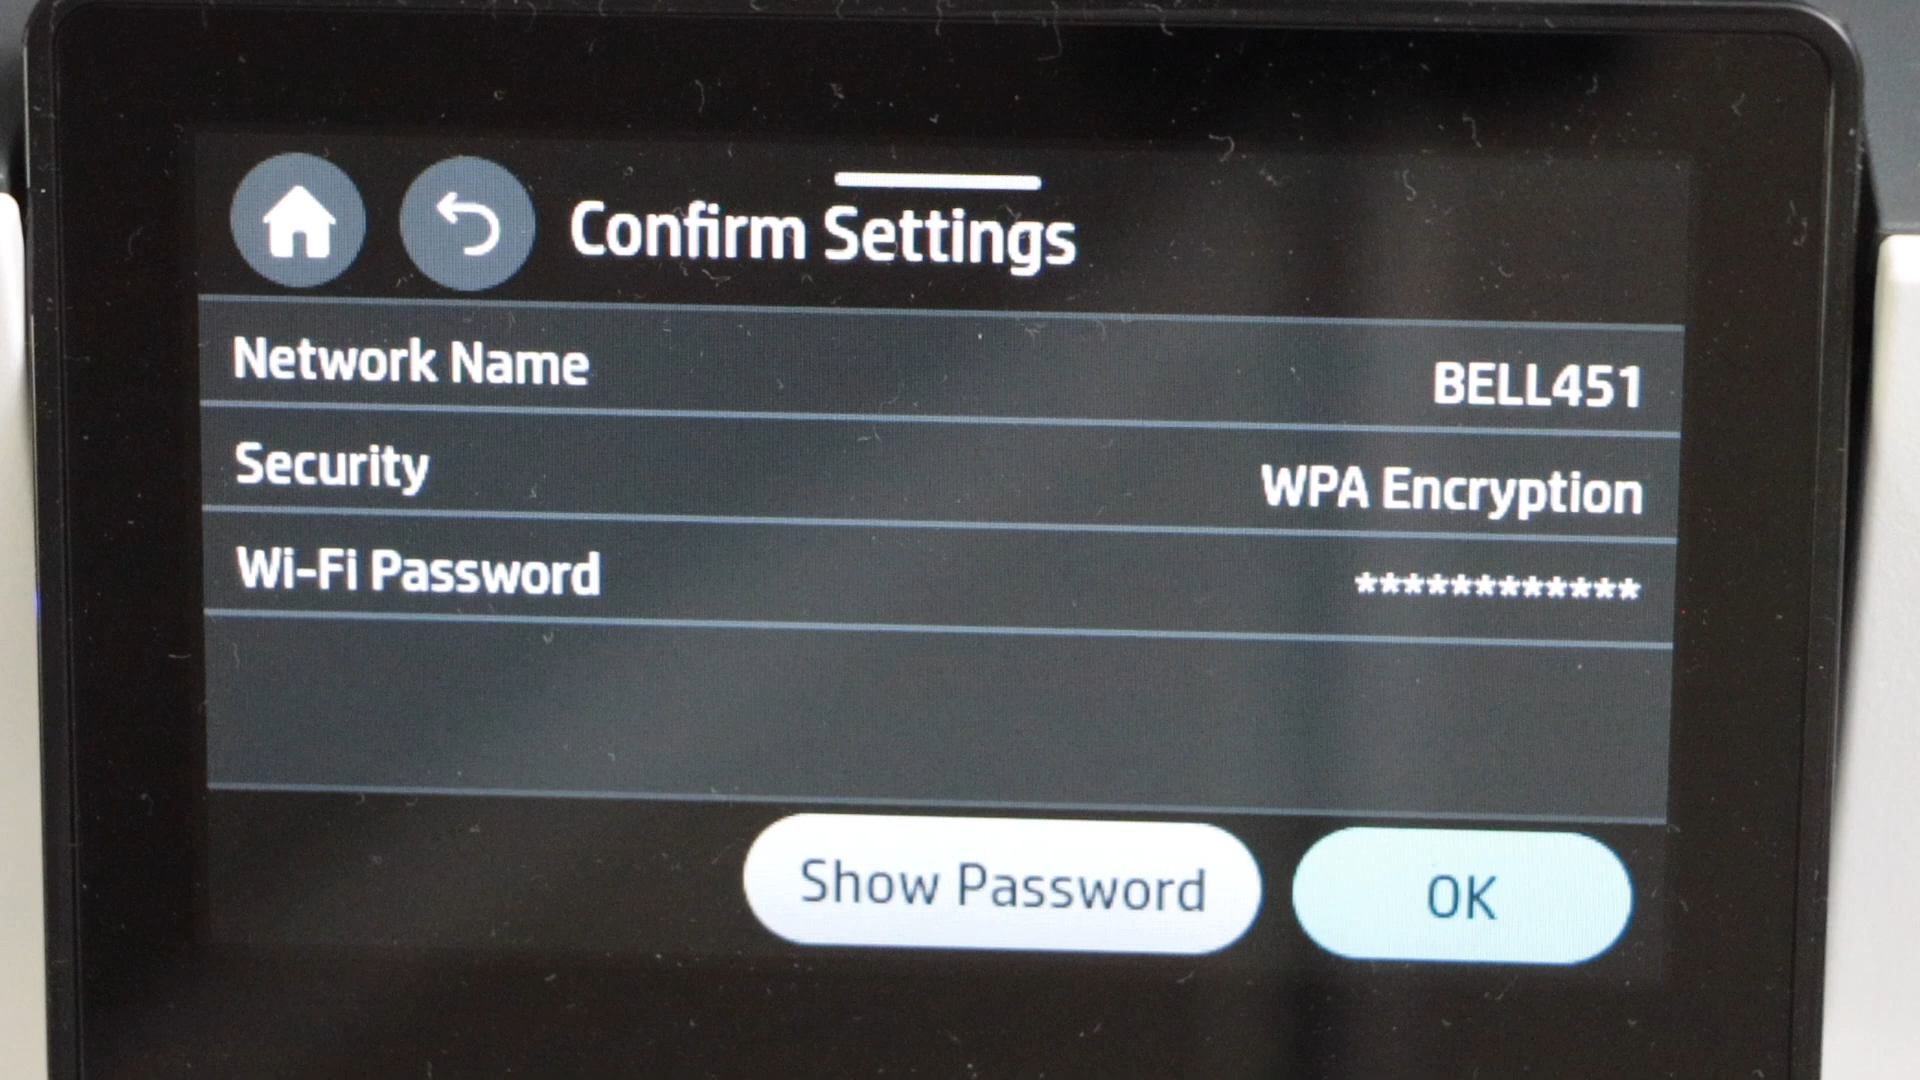 Confirm Settings
Network Name BELL451
Security WPA Encryption
Wi-Fi Password ************
Show Password OK